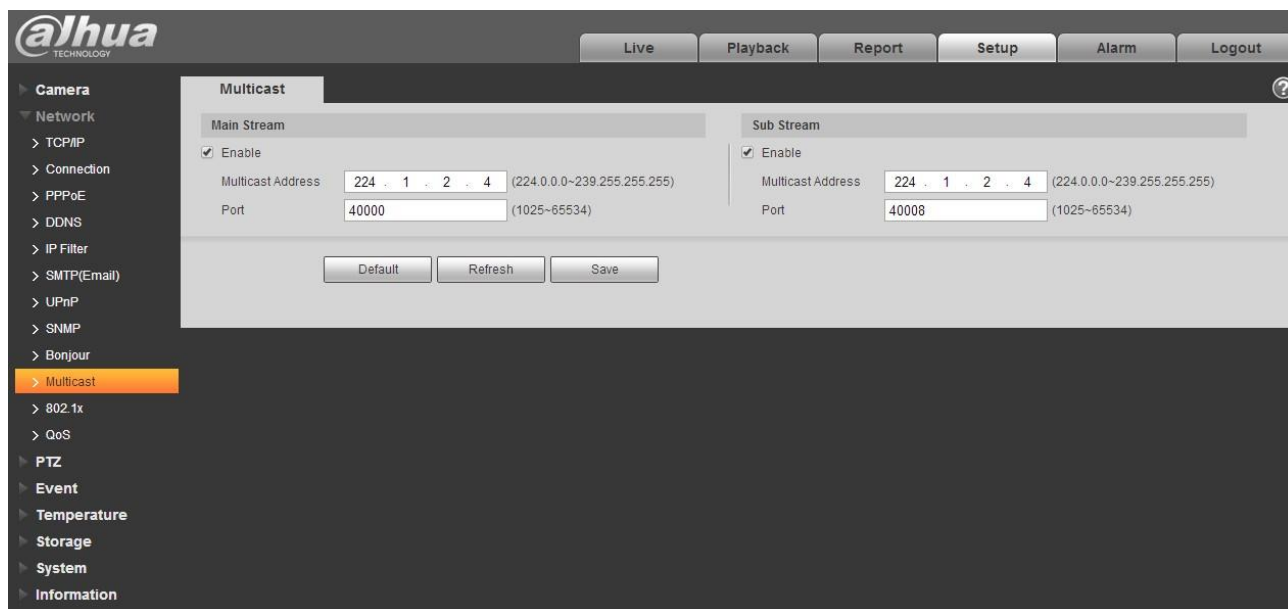 alhua
TECHNOLOGY
Live
Playback
Report
Setup
Alarm
Logout
Camera
Network
> TCP/IP
> Connection
> PPPoE
> DDNS
> IP Filter
> SMTP(Email)
> UPnP
> SNMP
> Bonjour
> Multicast
> 802.1x
> QoS
PTZ
Event
Temperature
Storage
System
Information
Multicast
?
Main Stream
Enable
Multicast Address 224 . 1 . 2 . 4 (224.0.0.0~239.255.255.255)
Port 40000 (1025~65534)
Sub Stream
Enable
Multicast Address 224 . 1 . 2 . 4 (224.0.0.0~239.255.255.255)
Port 40008 (1025~65534)
Default
Refresh
Save